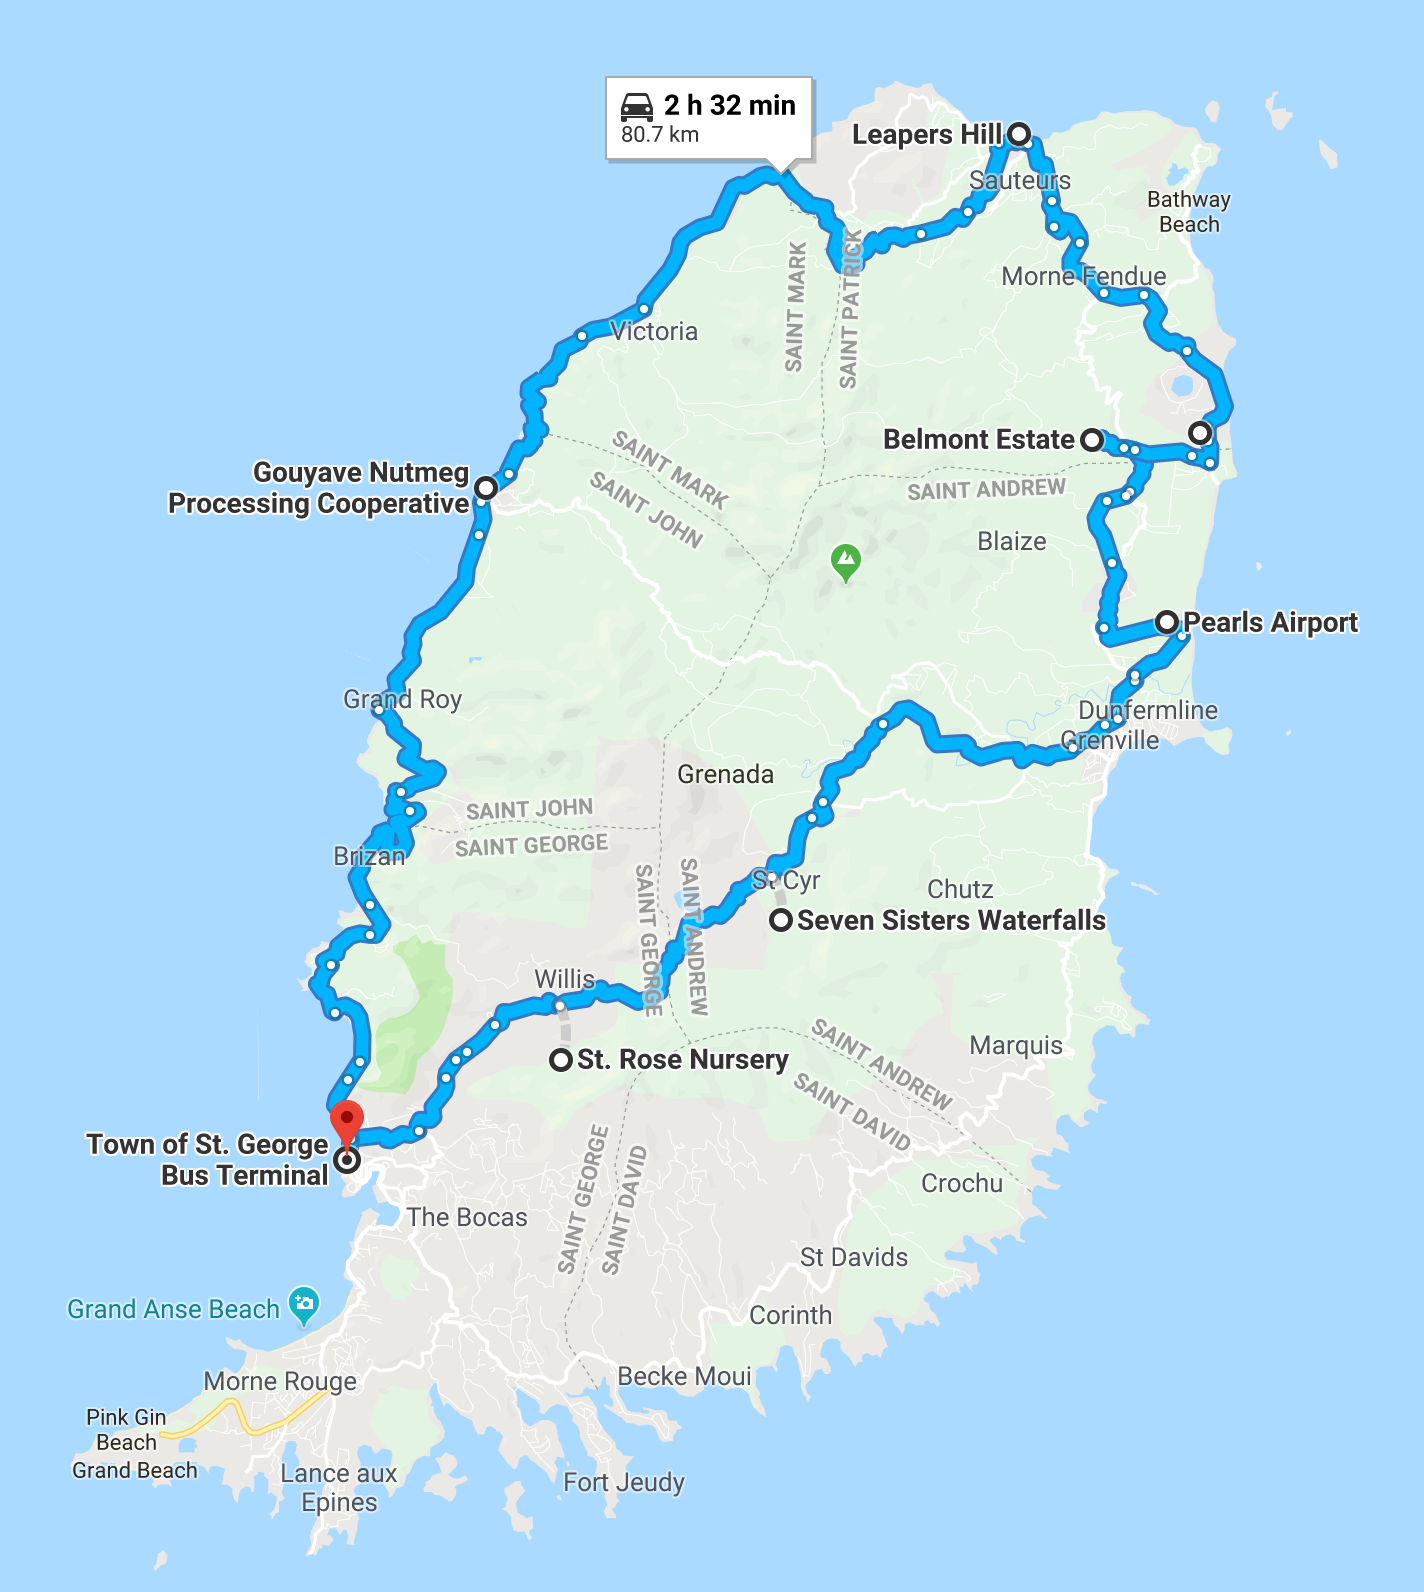 2 h 32 min
80.7 km
Leapers Hill
Sauteurs
Bathway
Beach
SAINT MARK
SAINT PATRICK
Morne Fendue
Victoria
Belmont Estate
SAINT MARK
SAINT JOHN
Gouyave Nutmeg
Processing Cooperative
SAINT ANDREW
Blaize
Pearls Airport
Grand Roy
Dunfermline
Grenville
Grenada
SAINT JOHN
SAINT GEORGE
Brizan
St Cyr
Chutz
Seven Sisters Waterfalls
SAINT GEORGE
SAINT ANDREW
Willis
St. Rose Nursery
SAINT ANDREW
SAINT DAVID
Marquis
Town of St. George
Bus Terminal
SAINT GEORGE
SAINT DAVID
Crochu
The Bocas
St Davids
Grand Anse Beach
Corinth
Morne Rouge
Becke Moui
Pink Gin
Beach
Grand Beach
Lance aux
Epines
Fort Jeudy